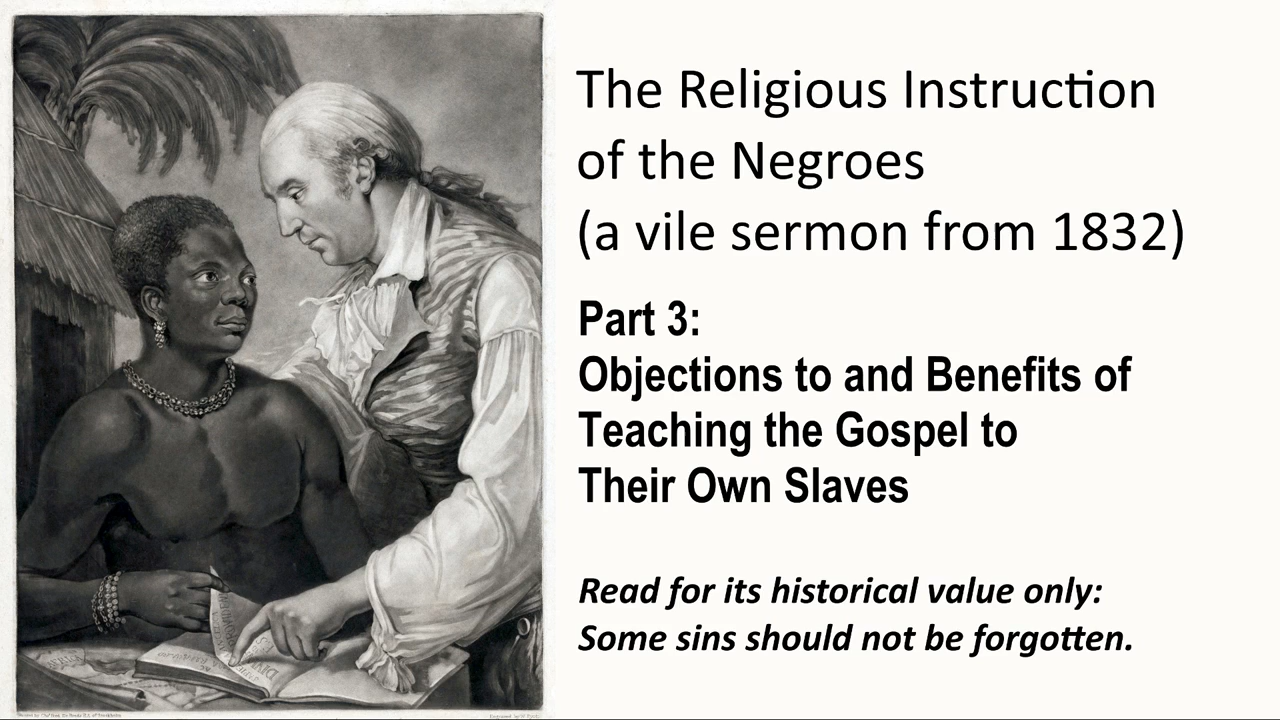 The Religious Instruction
of the Negroes
(a vile sermon from 1832)
Part 3:
Objections to and Benefits of
Teaching the Gospel to
Their Own Slaves
Read for its historical value only:
Some sins should not be forgotten.